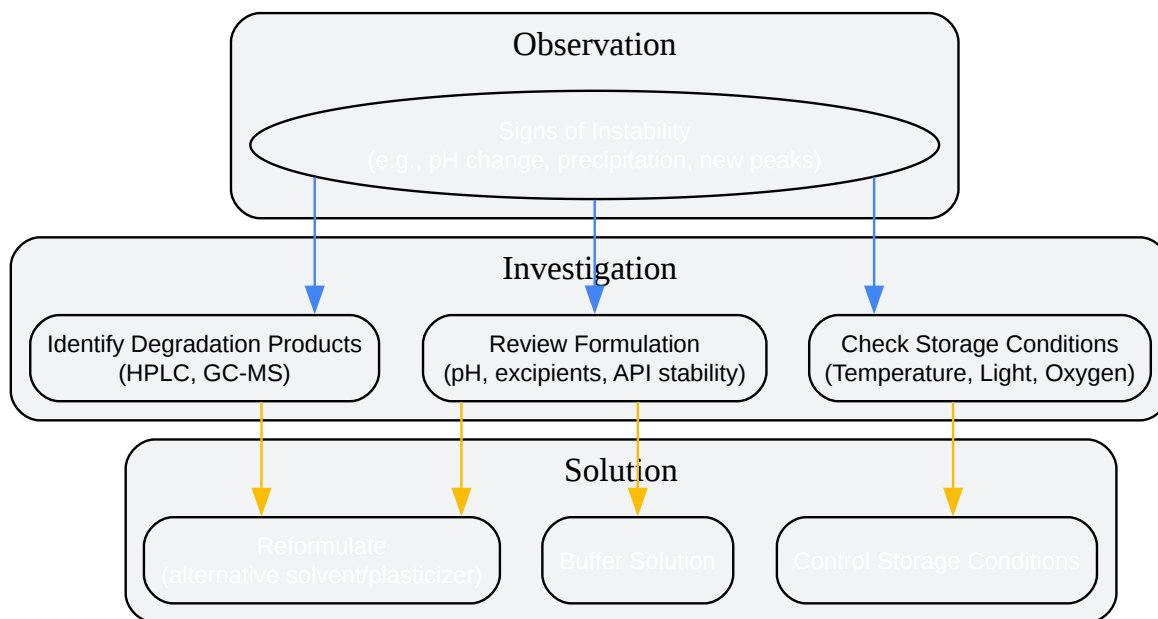 Observation
Signs of Instability
(e.g., pH change, precipitation, new peaks)
Investigation
Identify Degradation Products
(HPLC, GC-MS)
Review Formulation
(pH, excipients, API stability)
Check Storage Conditions
(Temperature, Light, Oxygen)
Solution
Reformulate
(alternative solvent/plasticizer)
Buffer Solution
Control Storage Conditions